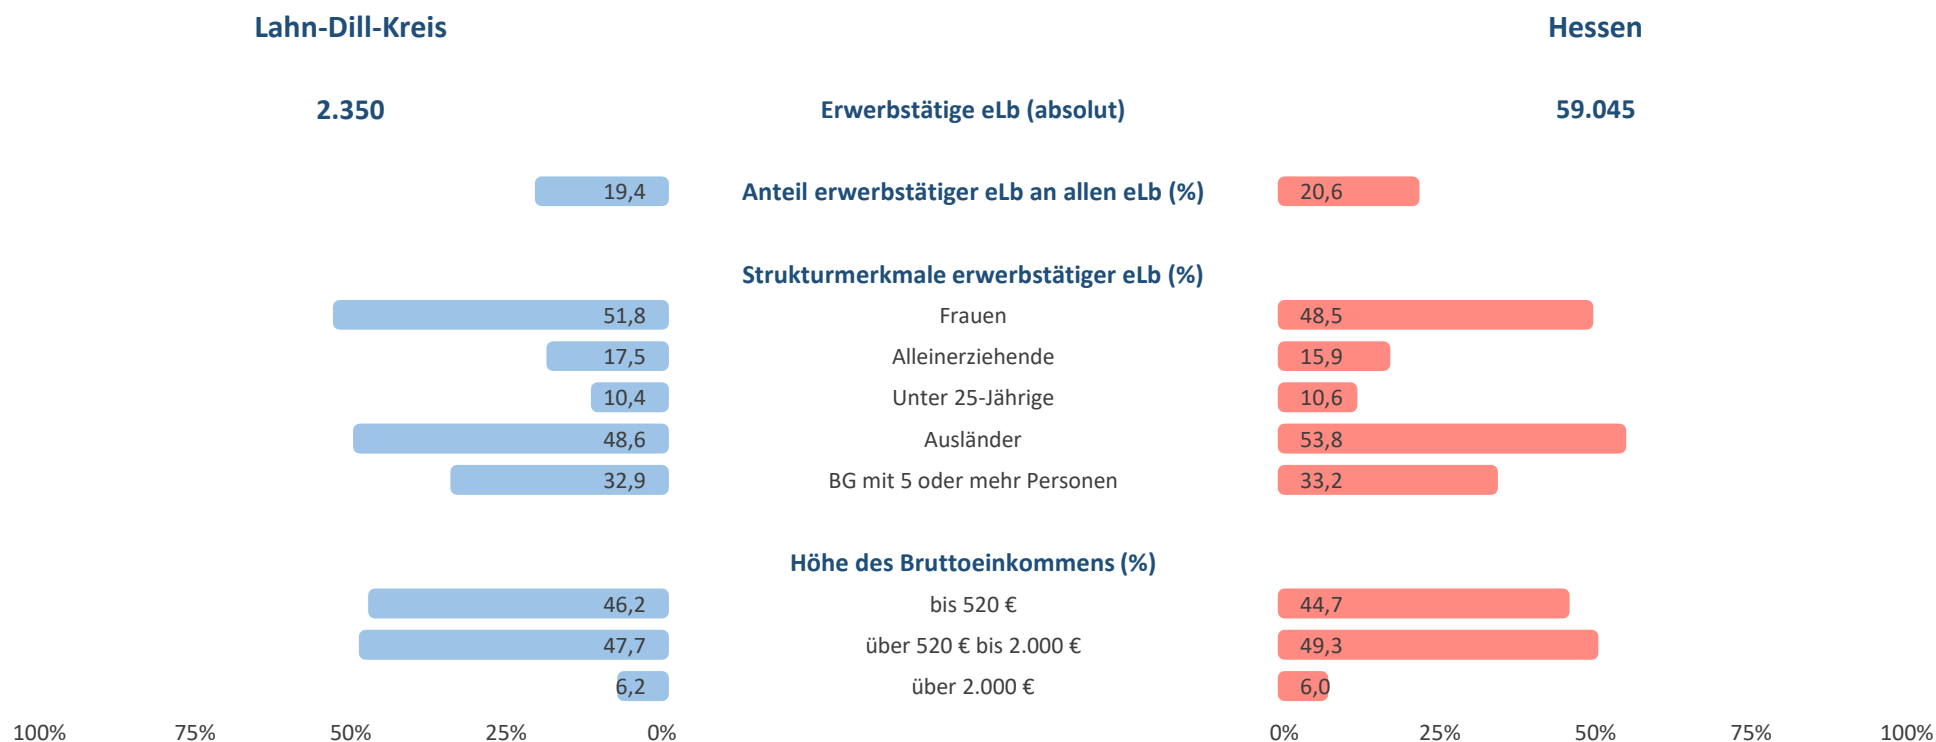 Lahn-Dill-Kreis Hessen
2.350 Erwerbstätige eLb (absolut) 59.045
19,4 Anteil erwerbstätiger eLb an allen eLb (%) 20,6
Strukturmerkmale erwerbstätiger eLb (%)
51,8 Frauen 48,5
17,5 Alleinerziehende 15,9
10,4 Unter 25-Jährige 10,6
48,6 Ausländer 53,8
32,9 BG mit 5 oder mehr Personen 33,2
Höhe des Bruttoeinkommens (%)
46,2 bis 520 € 44,7
47,7 über 520 € bis 2.000 € 49,3
6,2 über 2.000 € 6,0
100% 75% 50% 25% 0% 0% 25% 50% 75% 100%